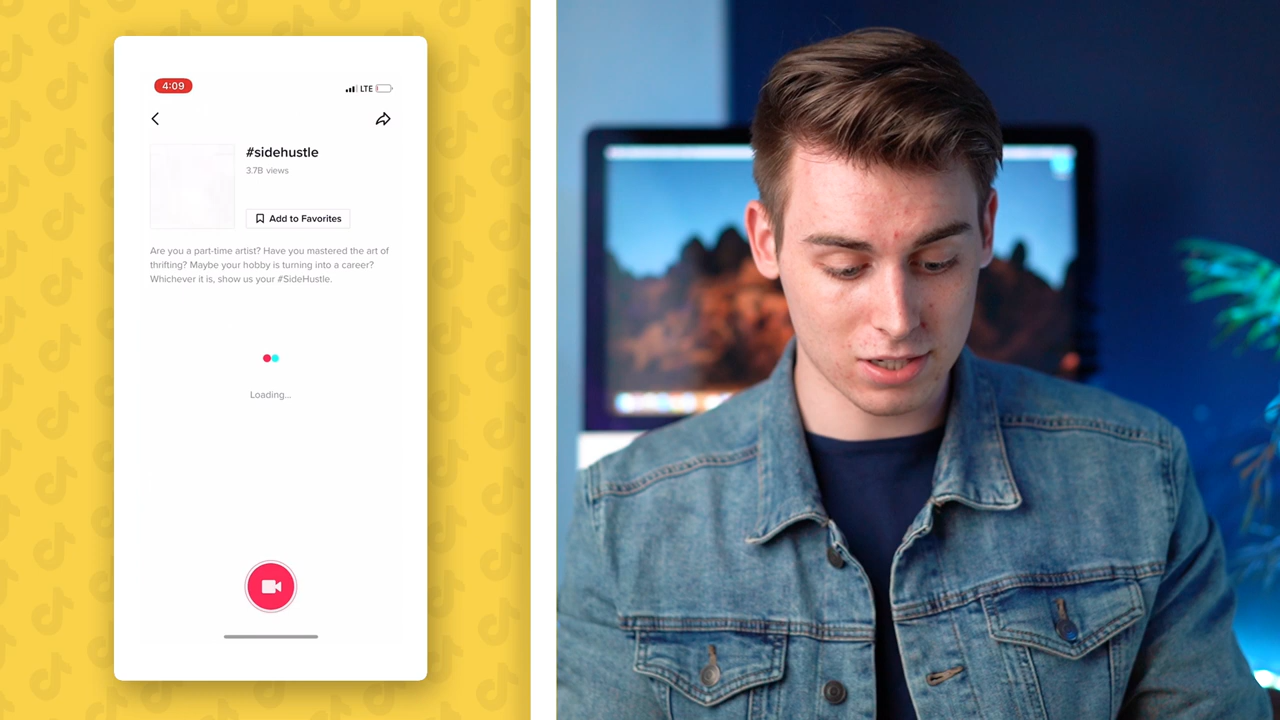 4:09
LTE
#sidehustle
3.7B views
Add to Favorites
Are you a part-time artist? Have you mastered the art of
thrifting? Maybe your hobby is turning into a career?
Whichever it is, show us your #SideHustle.
Loading...